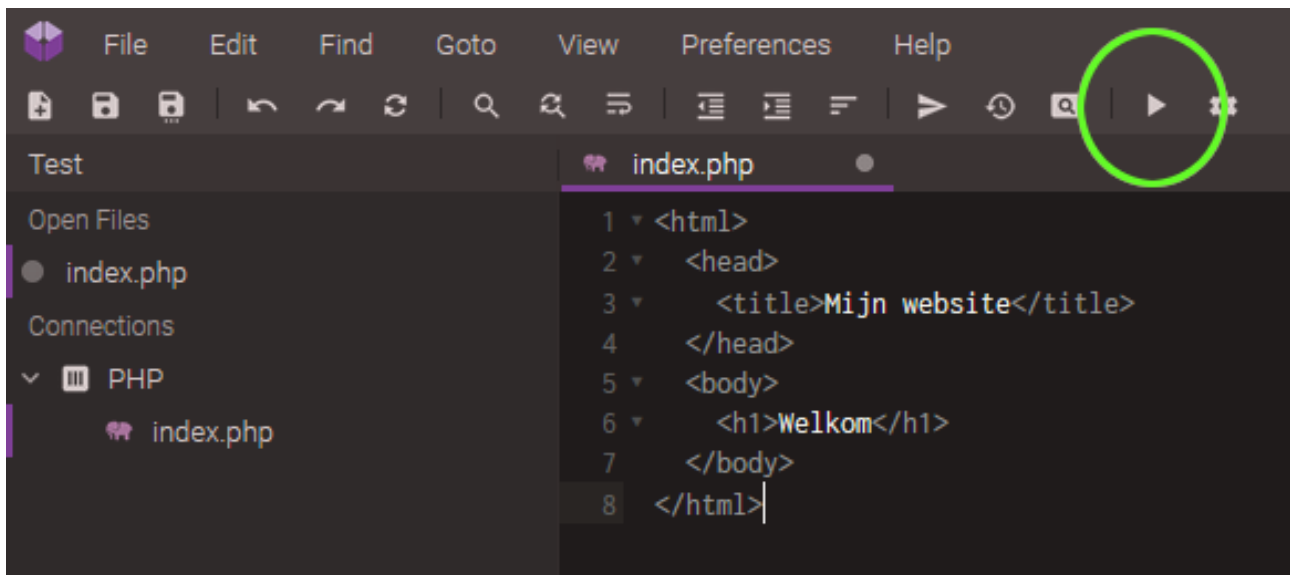 File Edit Find Goto View Preferences Help
Test
index.php
Open Files
index.php
Connections
PHP
index.php
1 <html>
2 <head>
3 <title>Mijn website</title>
4 </head>
5 <body>
6 <h1>Welkom</h1>
7 </body>
8 </html>